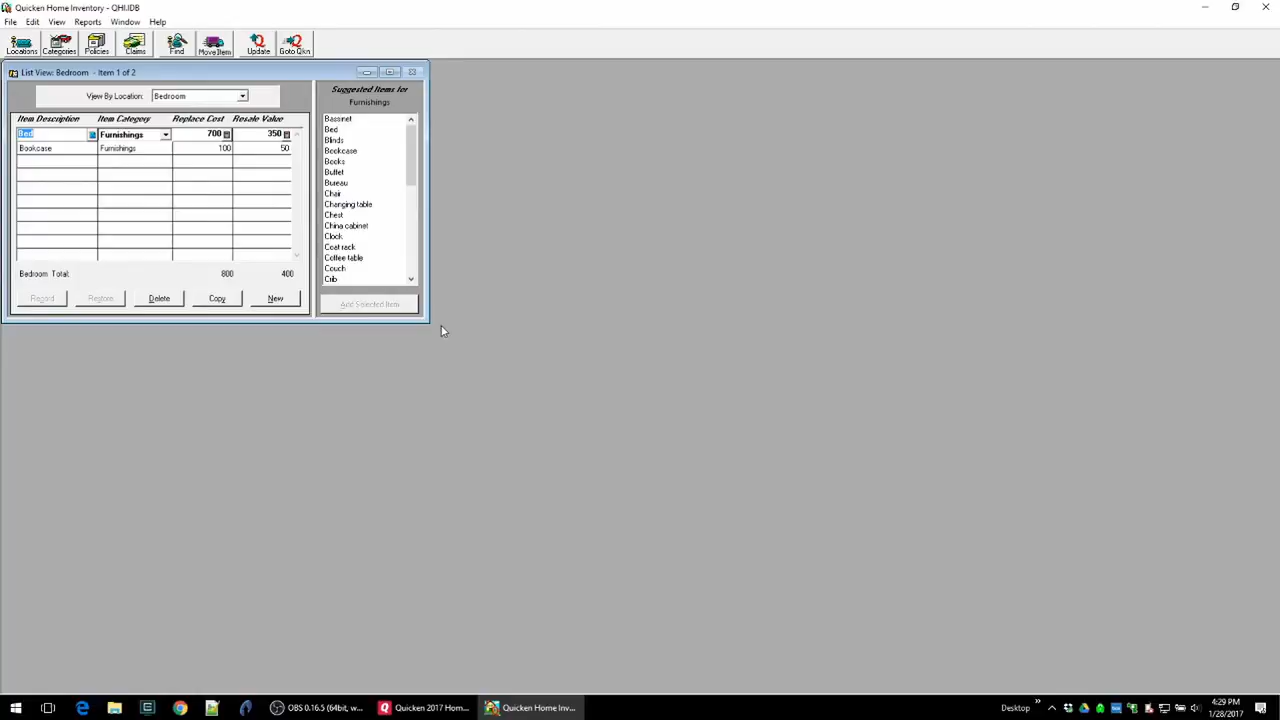 Quicken Home Inventory - QHI.IDB
File Edit View Reports Window Help
Locations Categories Policies Claims Find Move Item Update Goto Qkn
List View: Bedroom - Item 1 of 2
View By Location: Bedroom
Item Description Item Category Replace Cost Resale Value
Bed Furnishings 700 350
Bookcase Furnishings 100 50
Bedroom Total: 800 400
Record Restore Delete Copy New
Suggested Items for
Furnishings
Bassinet
Bed
Blinds
Bookcase
Books
Buffet
Bureau
Chair
Changing table
Chest
China cabinet
Clock
Coat rack
Coffee table
Couch
Crib
Add Selected Item
OBS 0.16.5 (64bit, w...
Quicken 2017 Hom...
Quicken Home Inv...
Desktop
4:29 PM
1/28/2017